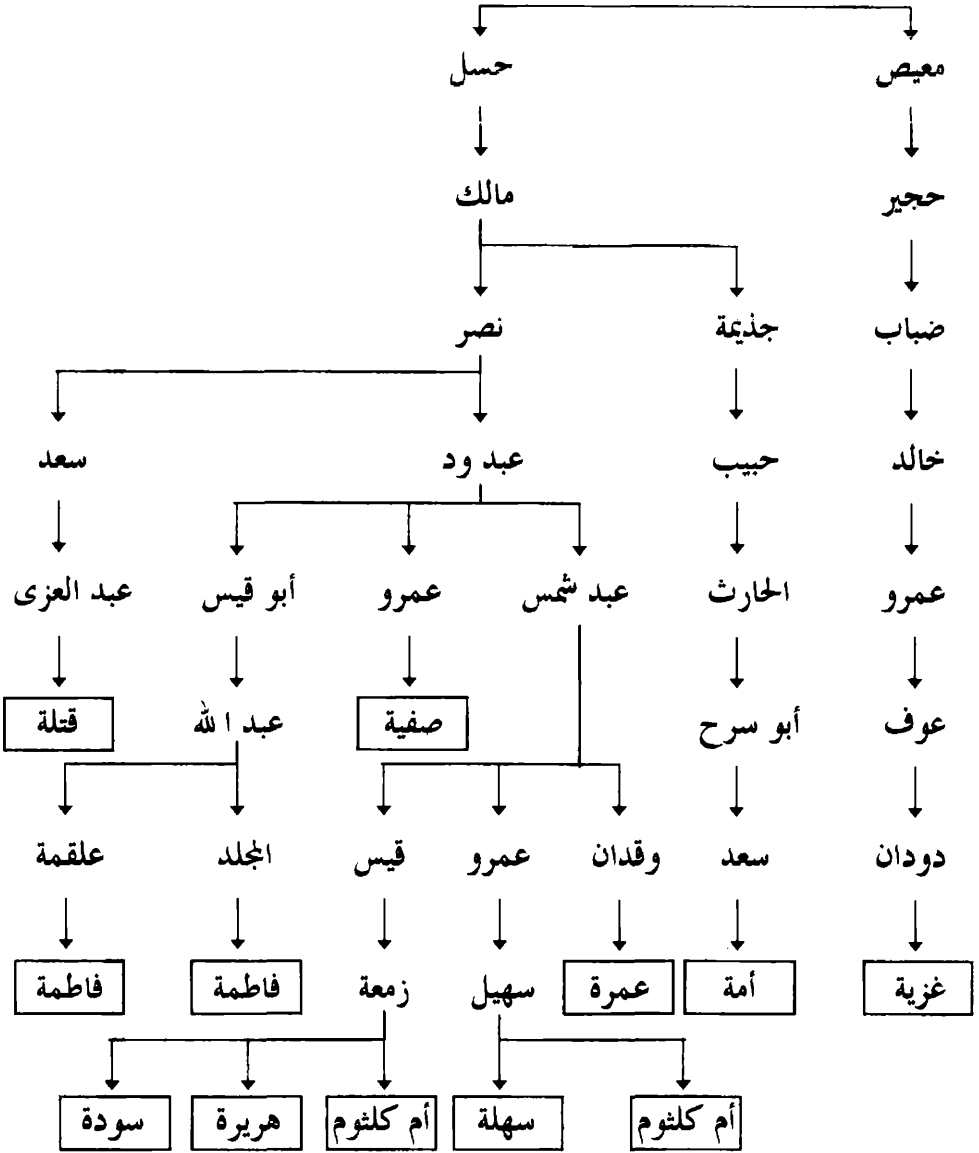 معيص حسل
حجير مالك
ضباب جذيمة نصر
خالد حبيب عبد ود سعد
عمرو الحارث عبد شمس عمرو أبو قيس عبد العزى
عوف أبو سرح صفية عبد الله قتلة
دودان سعد وقدان عمرو قيس المجلد علقمة
غزية أمة عمرة سهيل زمعة فاطمة فاطمة
أم كلثوم سهلة أم كلثوم هريرة سودة